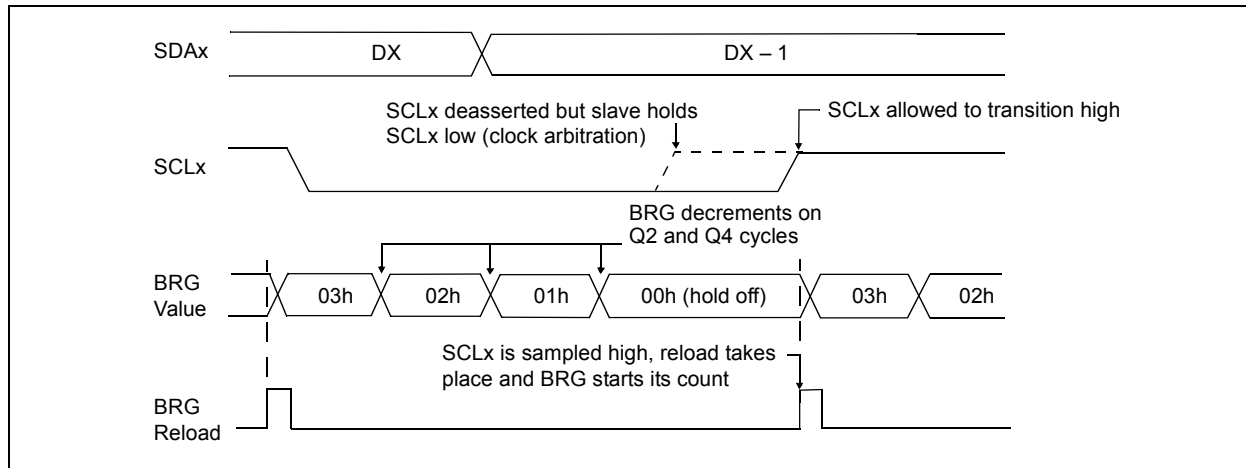 SDAx
DX
DX – 1
SCLx deasserted but slave holds
SCLx low (clock arbitration)
SCLx allowed to transition high
SCLx
BRG decrements on
Q2 and Q4 cycles
BRG
Value
03h
02h
01h
00h (hold off)
03h
02h
SCLx is sampled high, reload takes
place and BRG starts its count
BRG
Reload